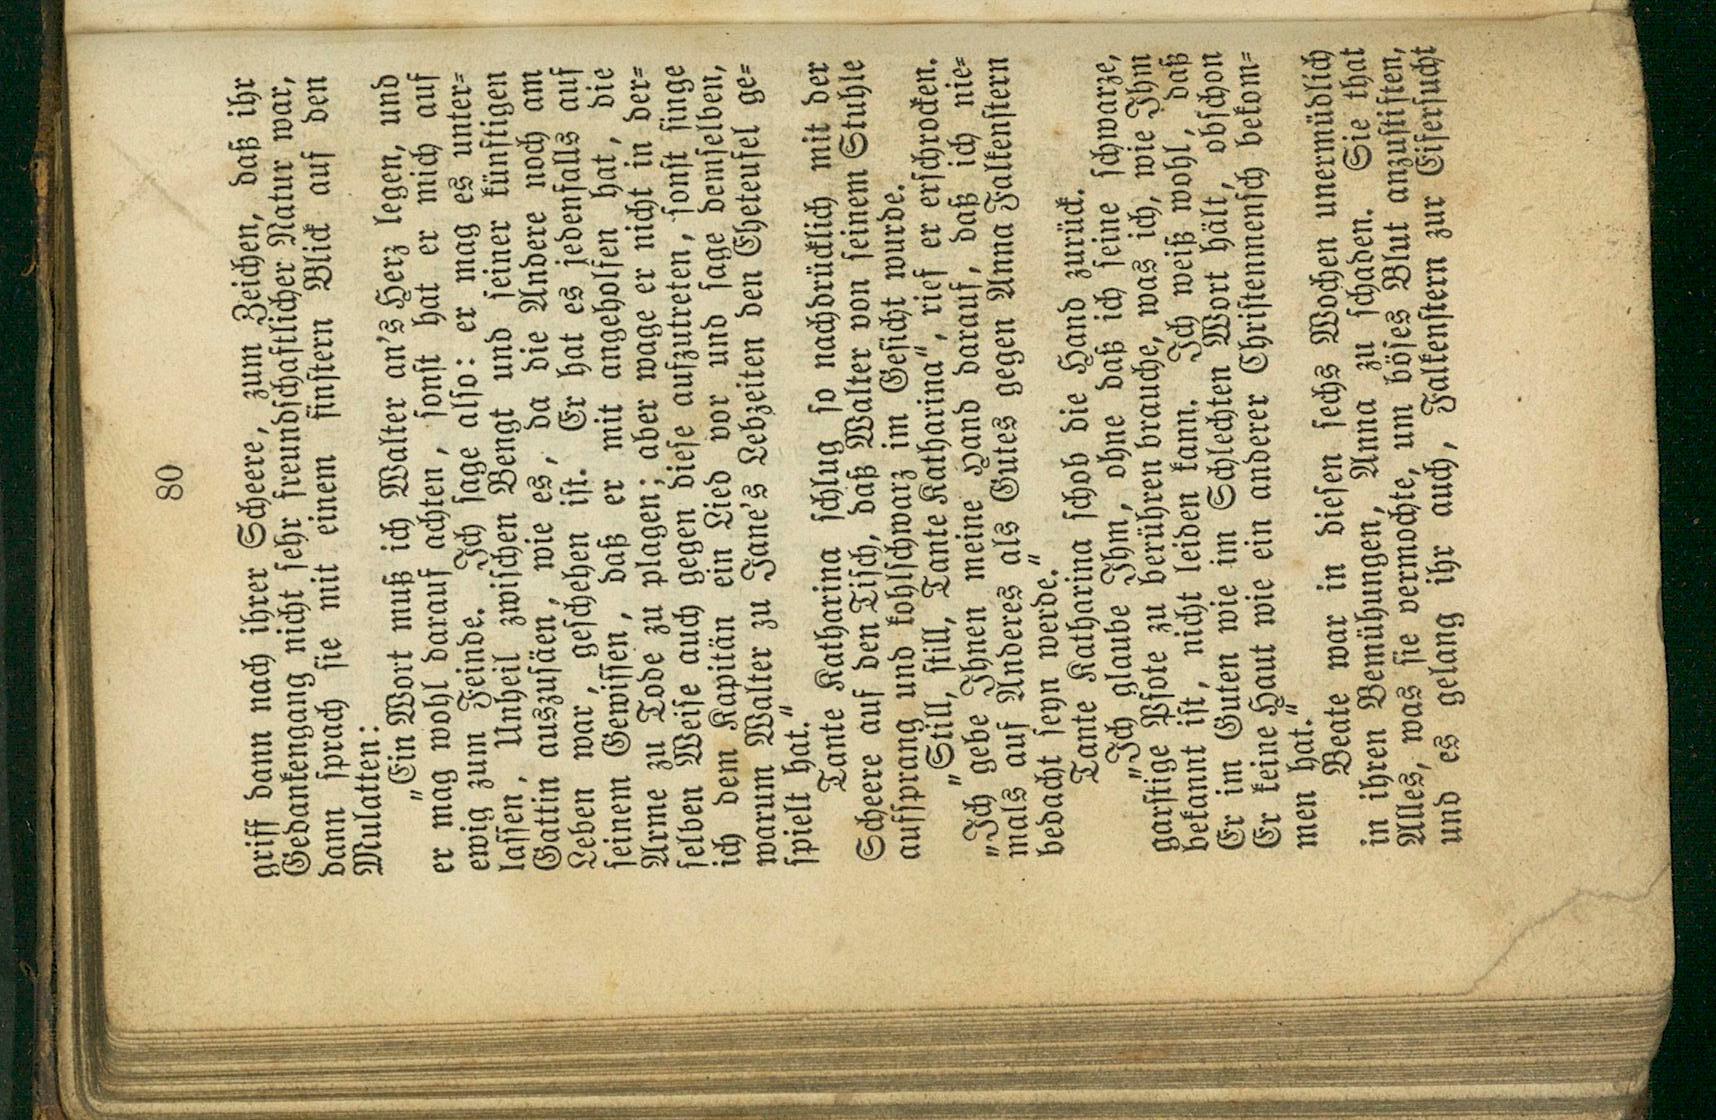 80
griff dann nach ihrer Scheere, zum Zeichen, daß ihr
Gedankengang nicht sehr freundschaftlicher Natur war,
dann sprach sie mit einem finstern Blick auf den
Mulatten:
„Ein Wort muß ich Walter an's Herz legen, und
er mag wohl darauf achten, sonst hat er mich auf
ewig zum Feinde. Ich sage also: er mag es unter=
lassen, Unheil zwischen Bengt und seiner künftigen
Gattin auszusäen, wie es, da die Andere noch am
Leben war, geschehen ist. Er hat es jedenfalls auf
seinem Gewissen, daß er mit angeholfen hat, die
Arme zu Tode zu plagen; aber wage er nicht in der=
selben Weise auch gegen diese aufzutreten, sonst singe
ich dem Kapitän ein Lied vor und sage demselben,
warum Walter zu Jane's Lebzeiten den Eheteufel ge=
spielt hat.“
Tante Katharina schlug so nachdrücklich mit der
Scheere auf den Tisch, daß Walter von seinem Stuhle
aufsprang und kohlschwarz im Gesicht wurde.
„Still, still, Tante Katharina“, rief er erschrocken.
„Ich gebe Ihnen meine Hand darauf, daß ich nie=
mals auf Anderes als Gutes gegen Anna Falkenstern
bedacht seyn werde.“
Tante Katharina schob die Hand zurück.
„Ich glaube Ihm, ohne daß ich seine schwarze,
garstige Pfote zu berühren brauche, was ich, wie Ihm
bekannt ist, nicht leiden kann. Ich weiß wohl, daß
Er im Guten wie im Schlechten Wort hält, obschon
Er keine Haut wie ein anderer Christenmensch bekom=
men hat.“
Beate war in diesen sechs Wochen unermüdlich
in ihren Bemühungen, Anna zu schaden. Sie that
Alles, was sie vermochte, um böses Blut anzustiften,
und es gelang ihr auch, Falkenstern zur Eifersucht